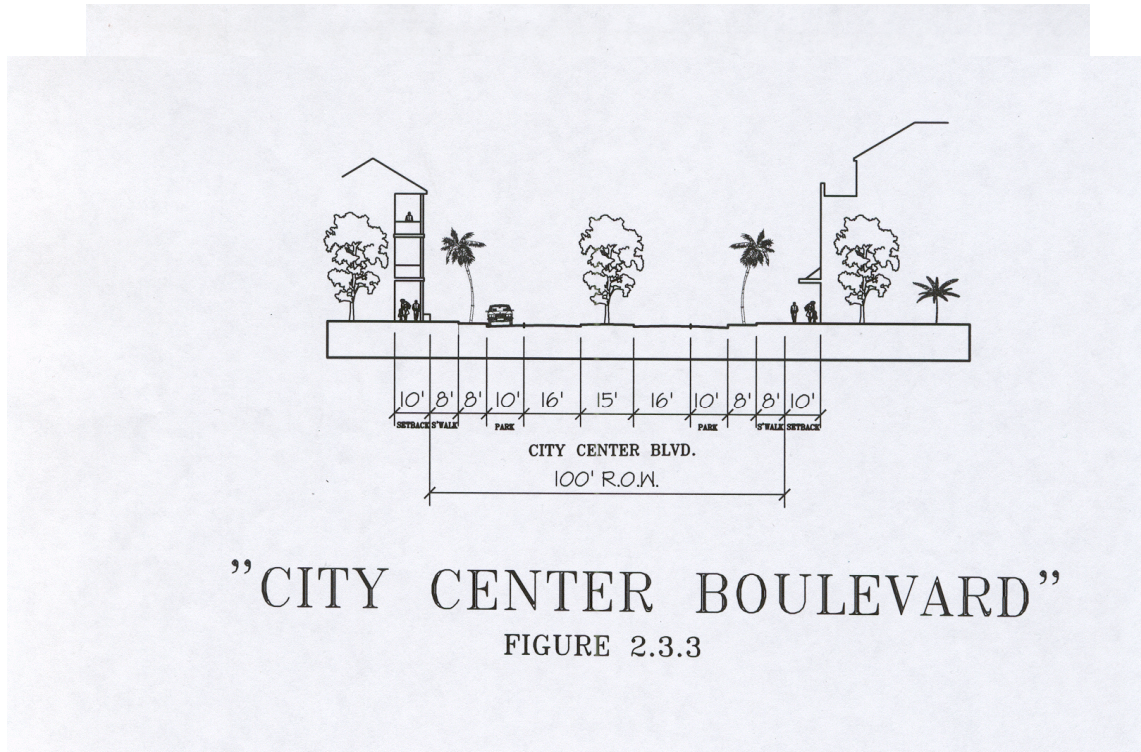 10' 8' 8' 10' 16' 15' 16' 10' 8' 8' 10'
SETBACK S'WALK PARK PARK S'WALK SETBACK
CITY CENTER BLVD.
100' R.O.W.
"CITY CENTER BOULEVARD"
FIGURE 2.3.3